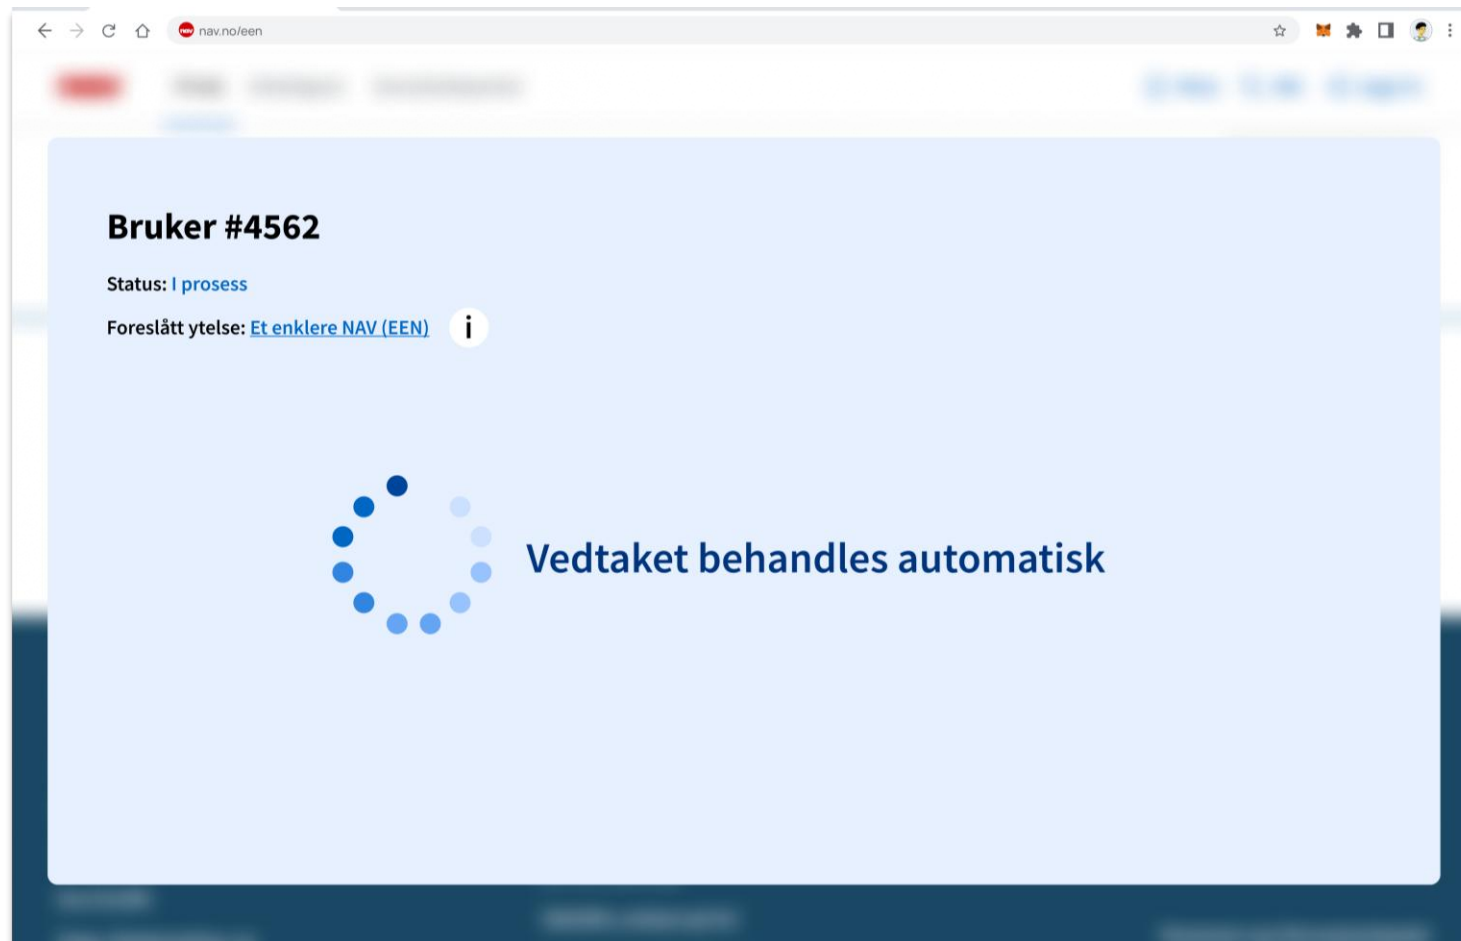 nav.no/een
Bruker #4562
Status: I prosess
Foreslått ytelse: Et enklere NAV (EEN) i
Vedtaket behandles automatisk